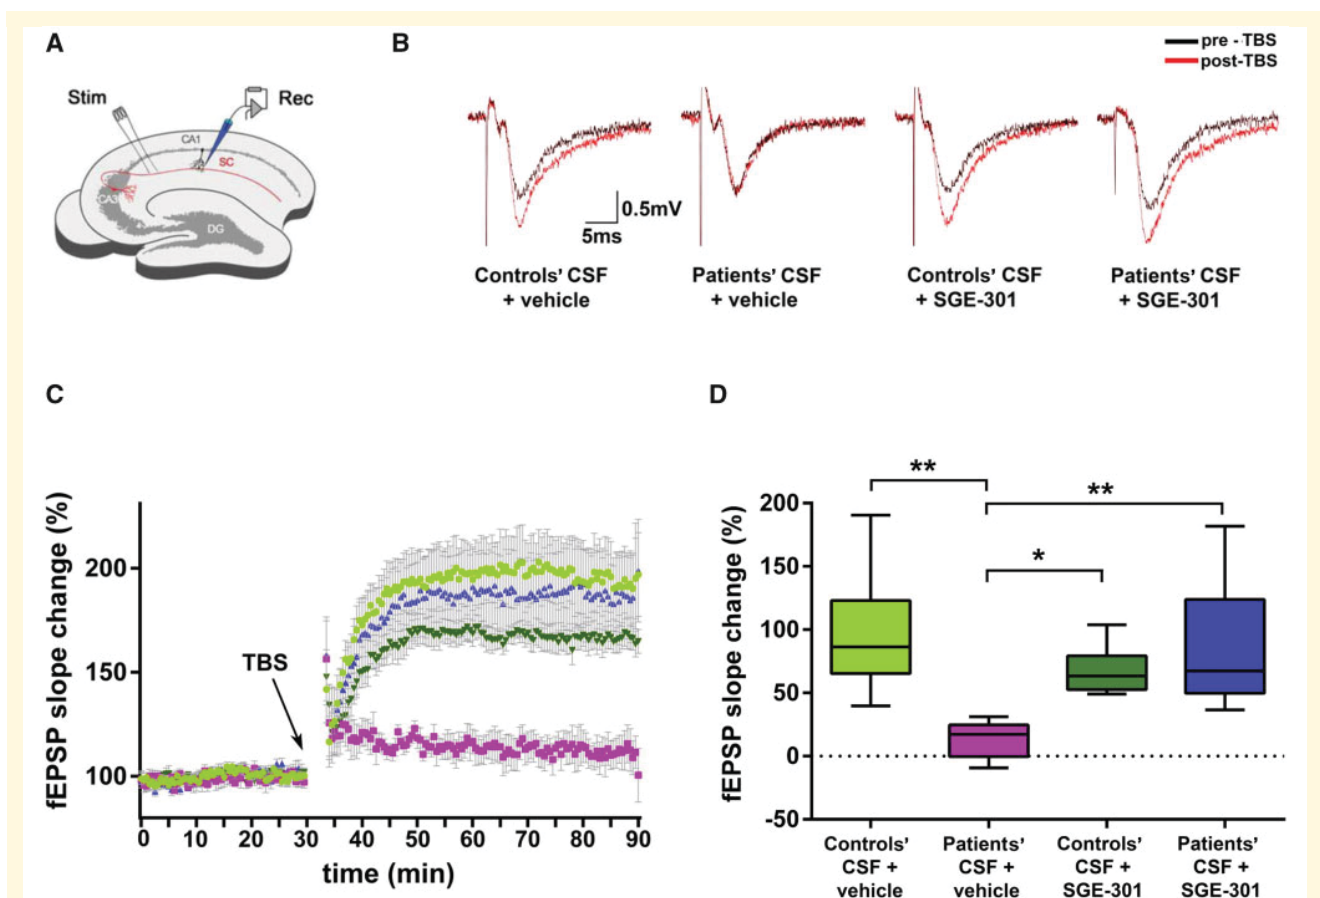 A
Stim
Rec
CA1
SC
CA3
DG
B
pre - TBS
post-TBS
0.5mV
5ms
Controls’ CSF
+ vehicle
Patients’ CSF
+ vehicle
Controls’ CSF
+ SGE-301
Patients’ CSF
+ SGE-301
C
fEPSP slope change (%)
200
150
100
TBS
0 10 20 30 40 50 60 70 80 90
time (min)
D
fEPSP slope change (%)
200
150
100
50
0
-50
**
**
*
Controls’
CSF +
vehicle
Patients’
CSF +
vehicle
Controls’
CSF +
SGE-301
Patients’
CSF +
SGE-301